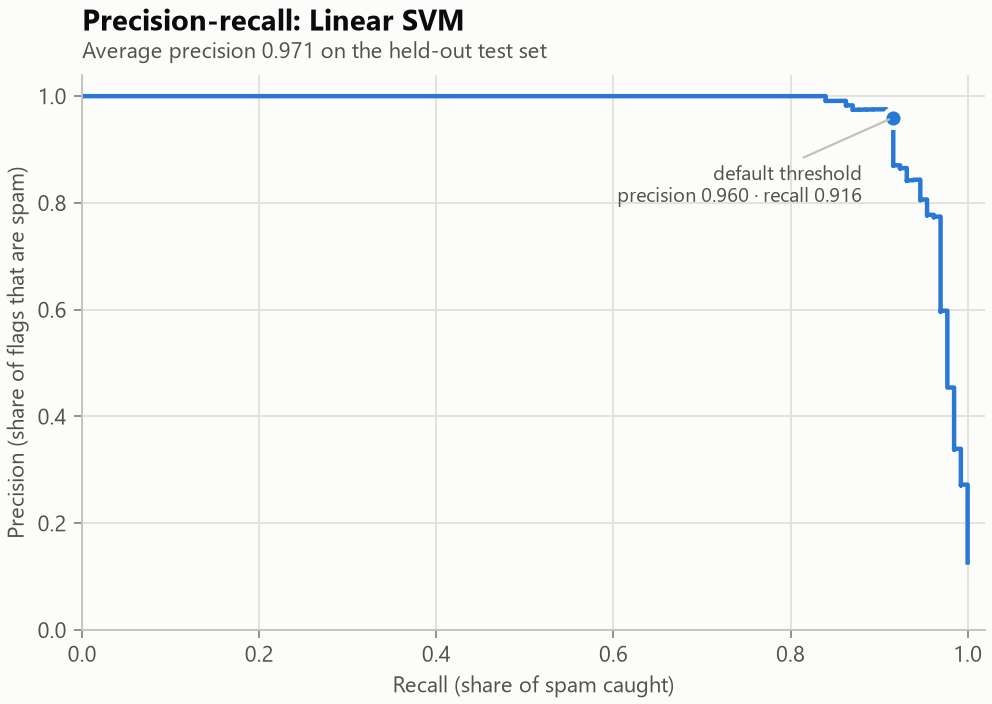 Precision-recall: Linear SVM
Average precision 0.971 on the held-out test set
Precision (share of flags that are spam)
1.0
0.8
0.6
0.4
0.2
0.0
default threshold
precision 0.960 · recall 0.916
0.0 0.2 0.4 0.6 0.8 1.0
Recall (share of spam caught)